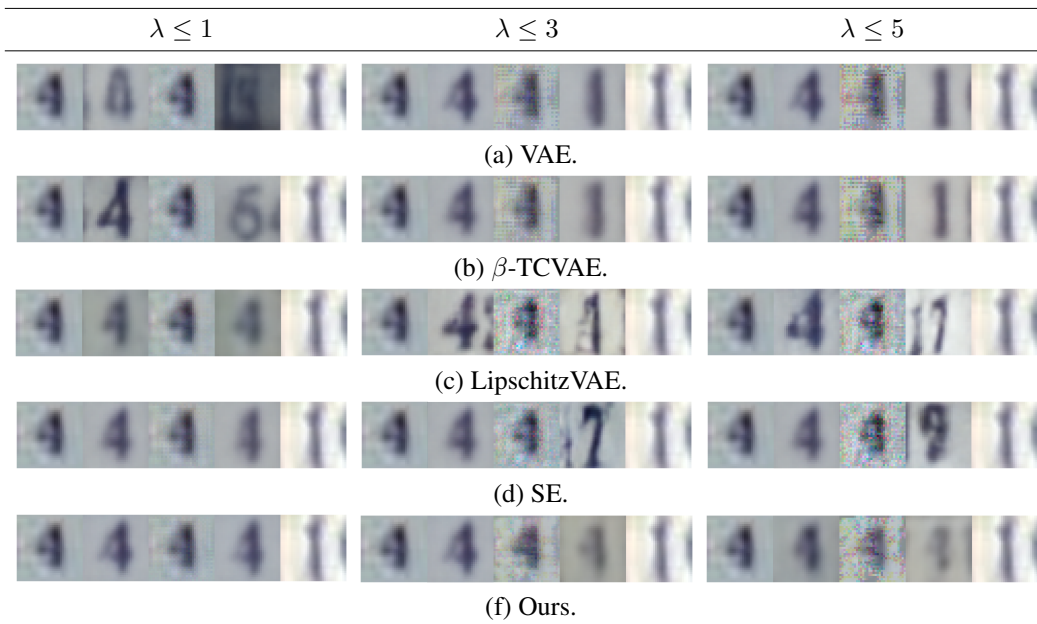 λ ≤ 1 λ ≤ 3 λ ≤ 5
(a) VAE.
(b) β-TCVAE.
(c) LipschitzVAE.
(d) SE.
(f) Ours.